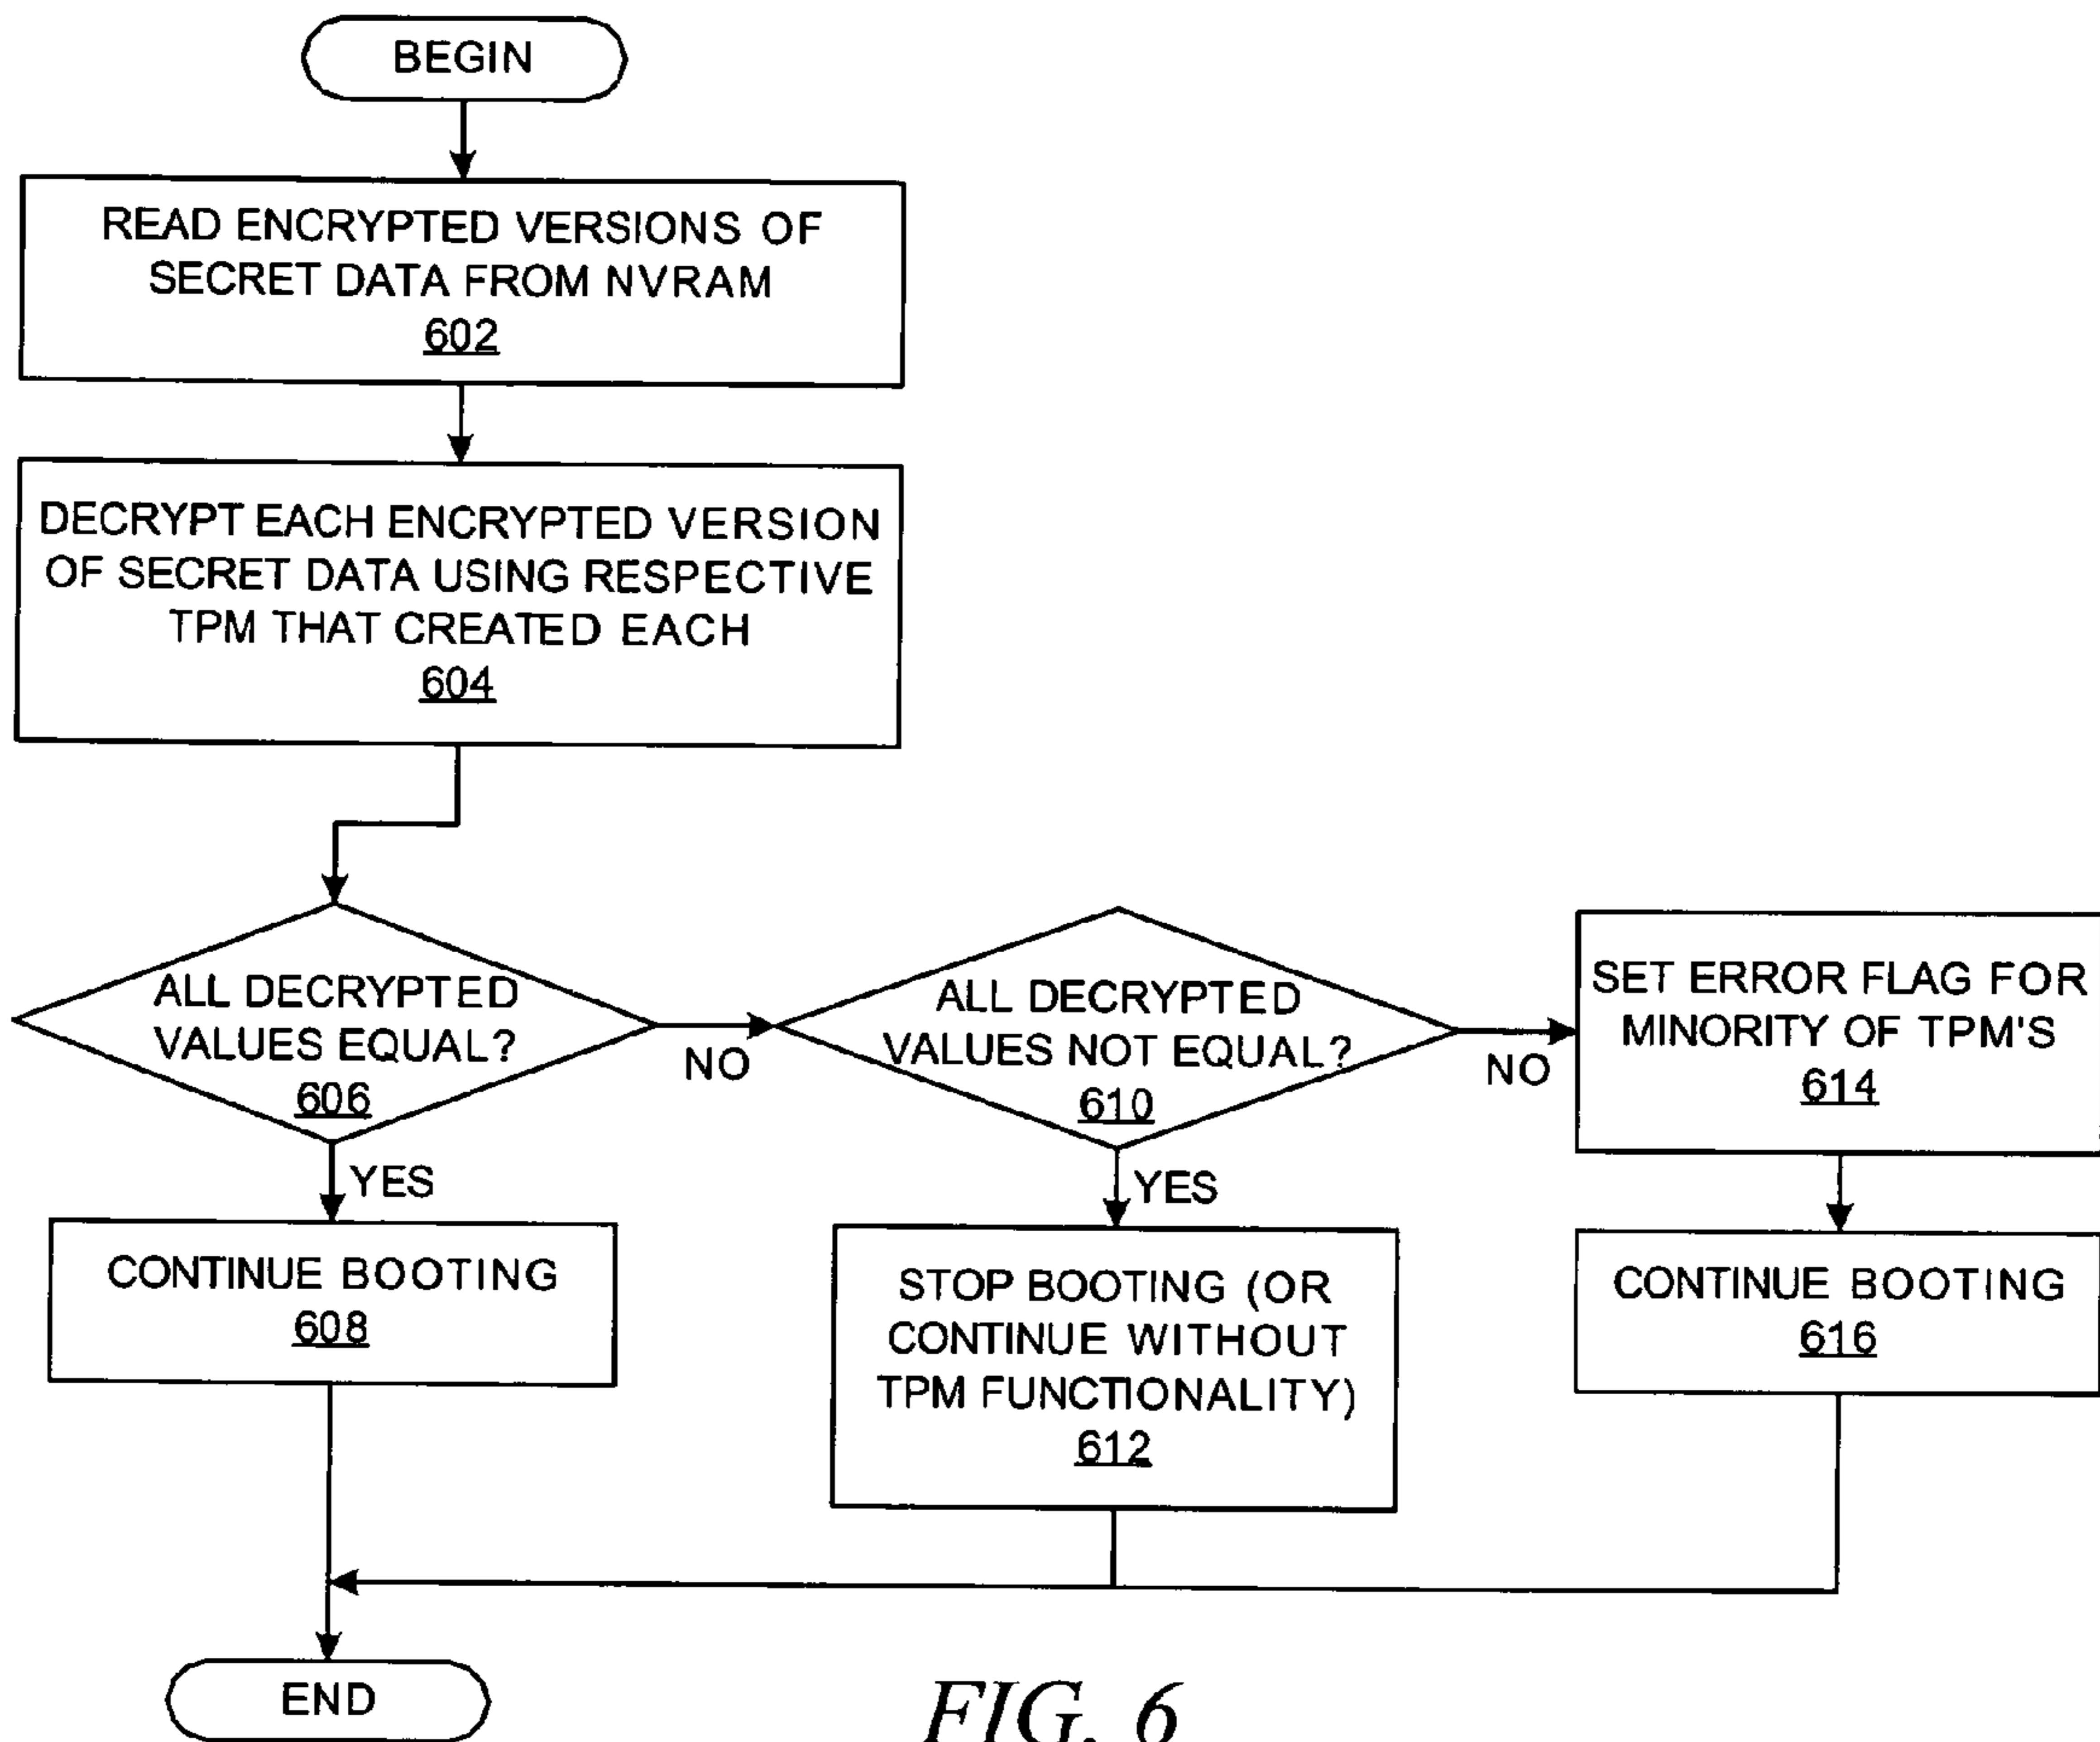 BEGIN
READ ENCRYPTED VERSIONS OF
SECRET DATA FROM NVRAM
602
DECRYPT EACH ENCRYPTED VERSION
OF SECRET DATA USING RESPECTIVE
TPM THAT CREATED EACH
604
ALL DECRYPTED
VALUES EQUAL?
606
NO
YES
ALL DECRYPTED
VALUES NOT EQUAL?
610
NO
YES
SET ERROR FLAG FOR
MINORITY OF TPM'S
614
CONTINUE BOOTING
608
STOP BOOTING (OR
CONTINUE WITHOUT
TPM FUNCTIONALITY)
612
CONTINUE BOOTING
616
END
FIG. 6